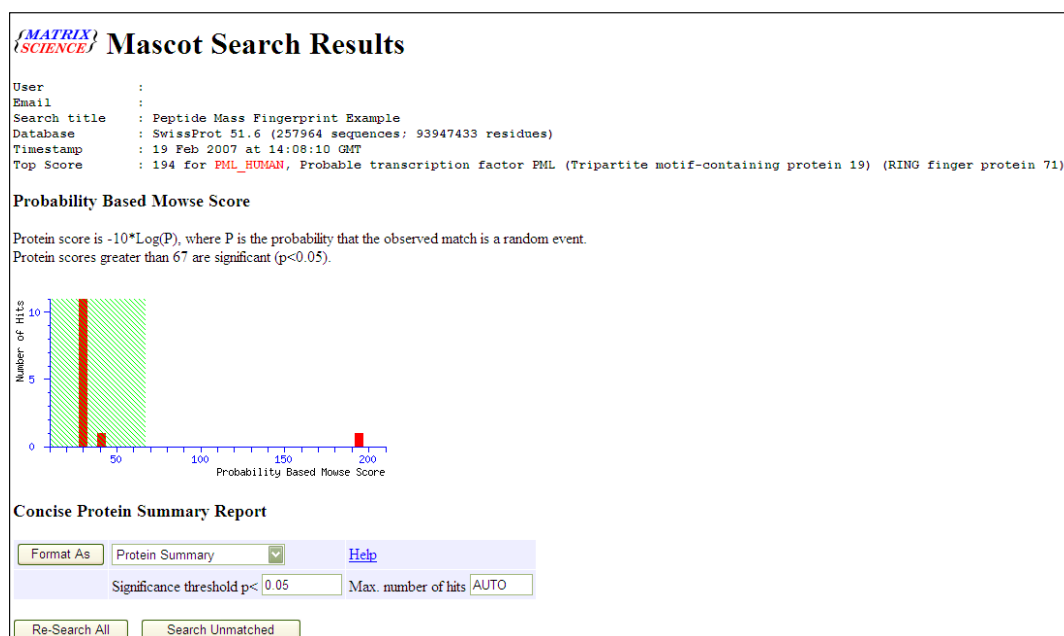 {MATRIX
SCIENCE} Mascot Search Results
User :
Email :
Search title : Peptide Mass Fingerprint Example
Database : SwissProt 51.6 (257964 sequences; 93947433 residues)
Timestamp : 19 Feb 2007 at 14:08:10 GMT
Top Score : 194 for PML_HUMAN, Probable transcription factor PML (Tripartite motif-containing protein 19) (RING finger protein 71)
Probability Based Mowse Score
Protein score is -10*Log(P), where P is the probability that the observed match is a random event.
Protein scores greater than 67 are significant (p<0.05).
Number of Hits
10
5
0
50 100 150 200
Probability Based Mowse Score
Concise Protein Summary Report
Format As Protein Summary Help
Significance threshold p< 0.05 Max. number of hits AUTO
Re-Search All Search Unmatched